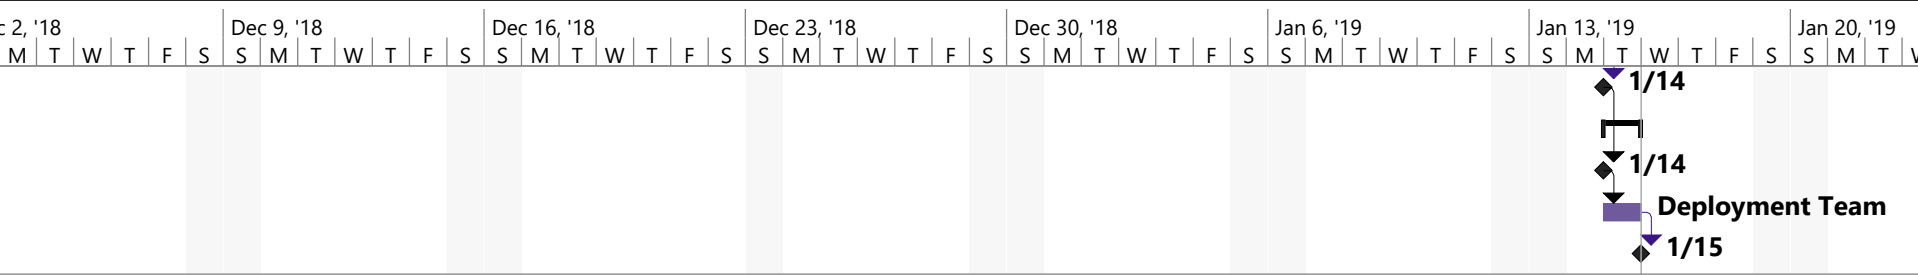 c 2, '18 Dec 9, '18 Dec 16, '18 Dec 23, '18 Dec 30, '18 Jan 6, '19 Jan 13, '19 Jan 20, '19
M T W T F S S M T W T F S S M T W T F S S M T W T F S S M T W T F S S M T W T F S S M T W T F S S M T W
1/14
1/14
Deployment Team
1/15